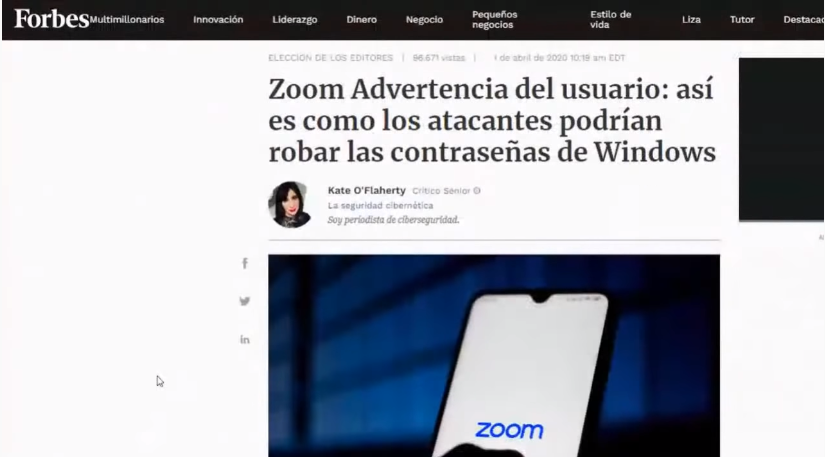 Forbes Multimillonarios Innovación Liderazgo Dinero Negocio Pequeños negocios Estilo de vida Liza Tutor Destacad
ELECCIÓN DE LOS EDITORES | 96.671 vistas | 1 de abril de 2020 10:19 am EDT
Zoom Advertencia del usuario: así
es como los atacantes podrían
robar las contraseñas de Windows
Kate O'Flaherty Crítico Senior
La seguridad cibernética
Soy periodista de ciberseguridad.
f
in
zoom